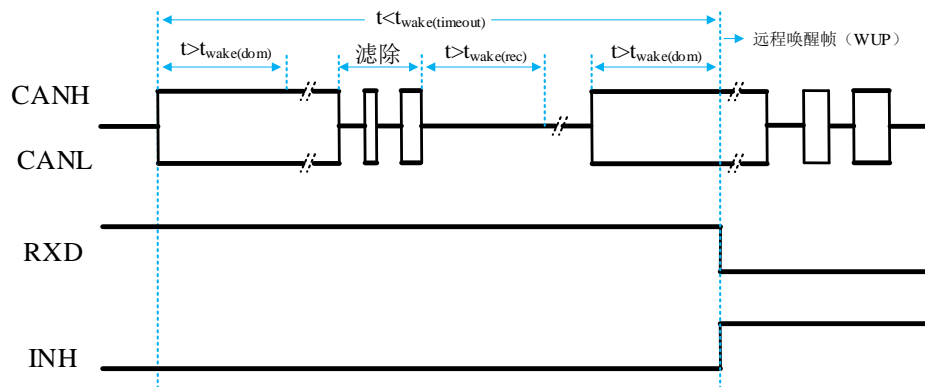 t<twake(timeout)
t>twake(dom)
滤除
t>twake(rec)
t>twake(dom)
远程唤醒帧（WUP）
CANH
CANL
RXD
INH